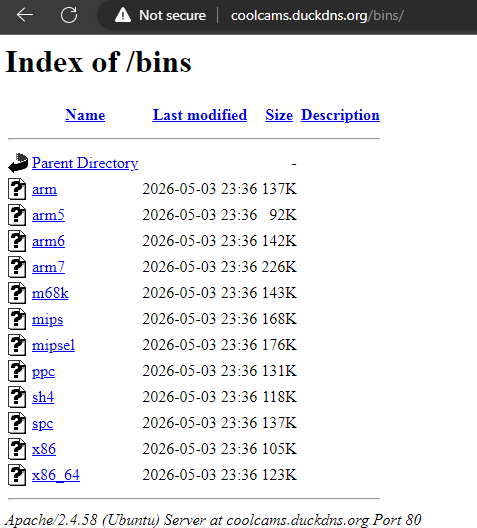 Not secure coolcams.duckdns.org/bins/
Index of /bins
Name Last modified Size Description
Parent Directory -
arm 2026-05-03 23:36 137K
arm5 2026-05-03 23:36 92K
arm6 2026-05-03 23:36 142K
arm7 2026-05-03 23:36 226K
m68k 2026-05-03 23:36 143K
mips 2026-05-03 23:36 168K
mipsel 2026-05-03 23:36 176K
ppc 2026-05-03 23:36 131K
sh4 2026-05-03 23:36 118K
spc 2026-05-03 23:36 137K
x86 2026-05-03 23:36 105K
x86_64 2026-05-03 23:36 123K
Apache/2.4.58 (Ubuntu) Server at coolcams.duckdns.org Port 80